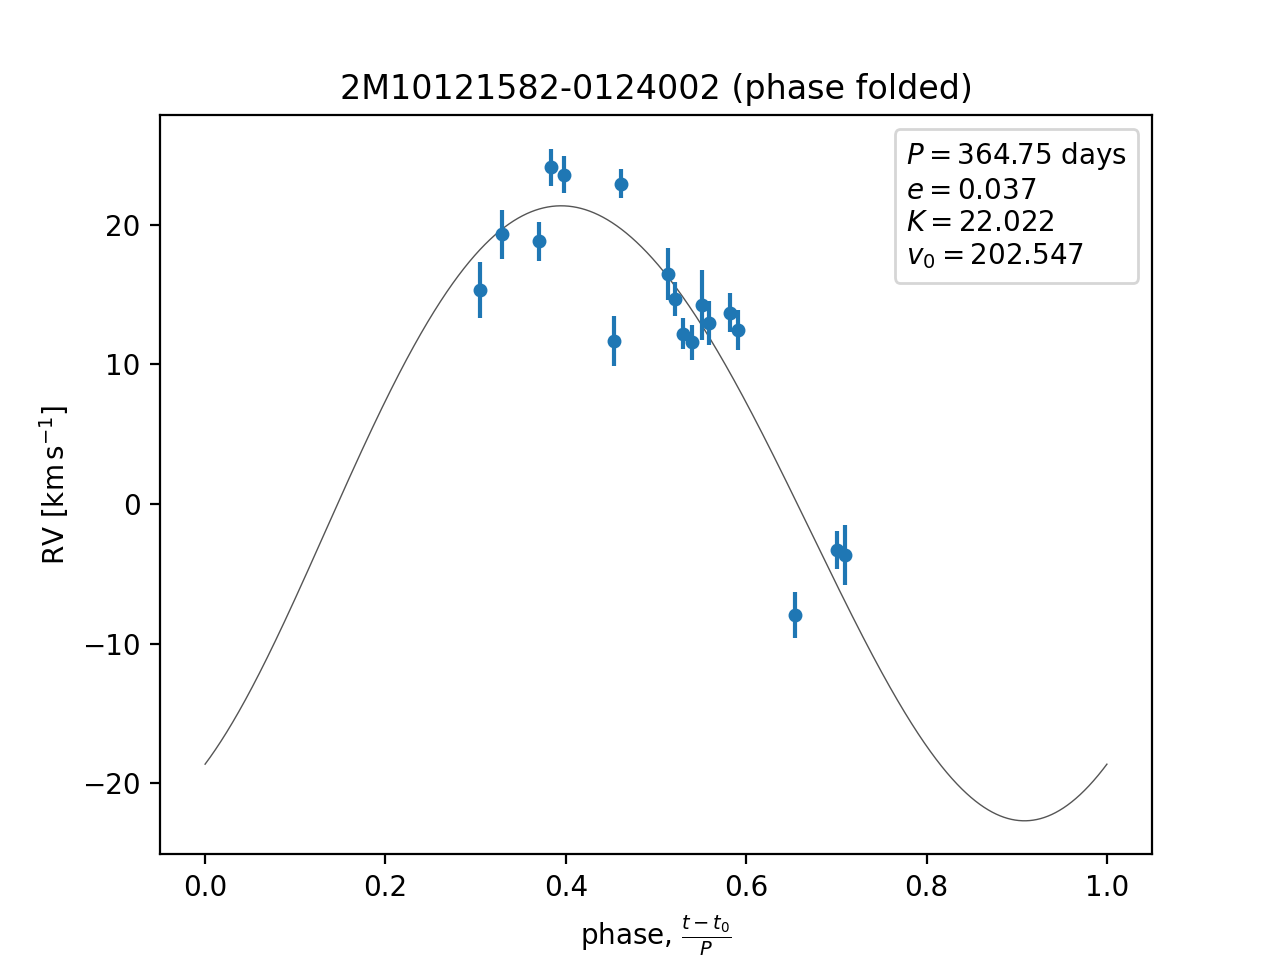 2M10121582-0124002 (phase folded)
P = 364.75 days
e = 0.037
K = 22.022
v₀ = 202.547
20
10
0
−10
−20
RV [km s⁻¹]
0.0 0.2 0.4 0.6 0.8 1.0
phase, (t − t₀)/P